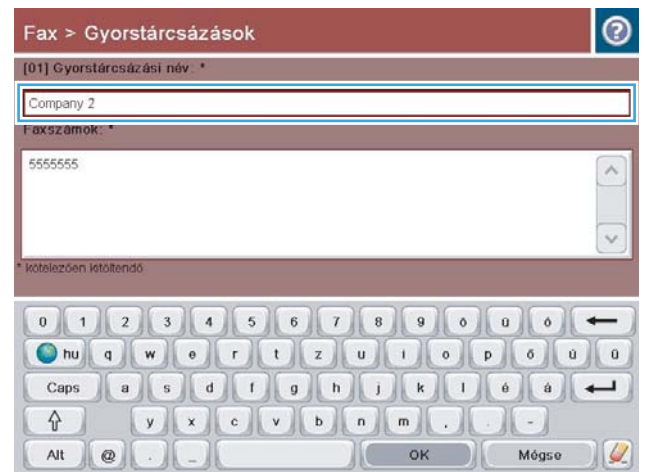 Fax > Gyorstárcsázások
?
[01] Gyorstárcsázási név: *
Company 2
Faxszámok: *
5555555
* kötelezően kitöltendő
0 1 2 3 4 5 6 7 8 9 ö ü ó
hu q w e r t z u i o p ő ú ű
Caps a s d f g h j k l é á
y x c v b n m , . -
Alt @ . _ OK Mégse